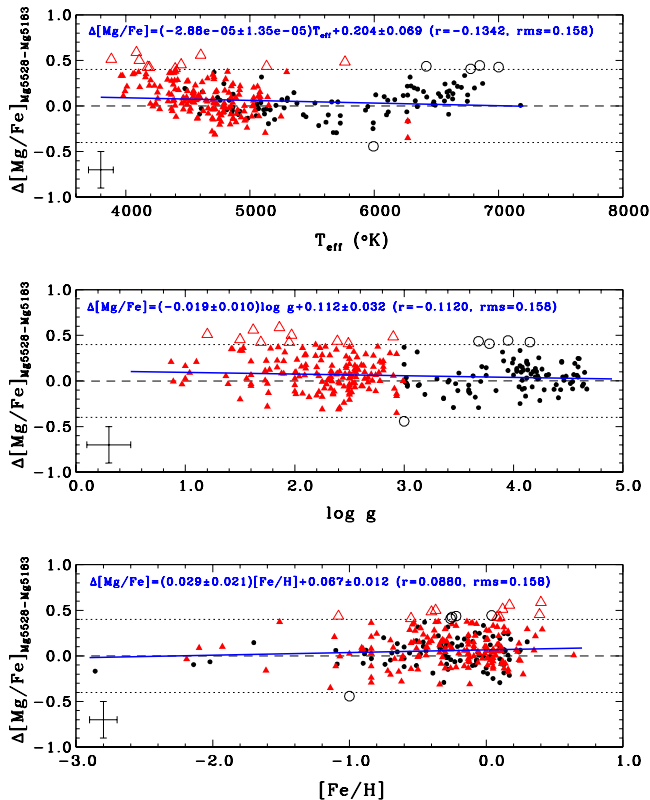 Δ[Mg/Fe]=(-2.88e-05±1.35e-05)Teff+0.204±0.069 (r=-0.1342, rms=0.158)
1.0
0.5
0.0
-0.5
-1.0
Δ[Mg/Fe]Mg5528-Mg5183
4000 5000 6000 7000 8000
Teff (°K)
Δ[Mg/Fe]=(-0.019±0.010)log g+0.112±0.032 (r=-0.1120, rms=0.158)
1.0
0.5
0.0
-0.5
-1.0
Δ[Mg/Fe]Mg5528-Mg5183
0.0 1.0 2.0 3.0 4.0 5.0
log g
Δ[Mg/Fe]=(0.029±0.021)[Fe/H]+0.067±0.012 (r=0.0880, rms=0.158)
1.0
0.5
0.0
-0.5
-1.0
Δ[Mg/Fe]Mg5528-Mg5183
-3.0 -2.0 -1.0 0.0 1.0
[Fe/H]